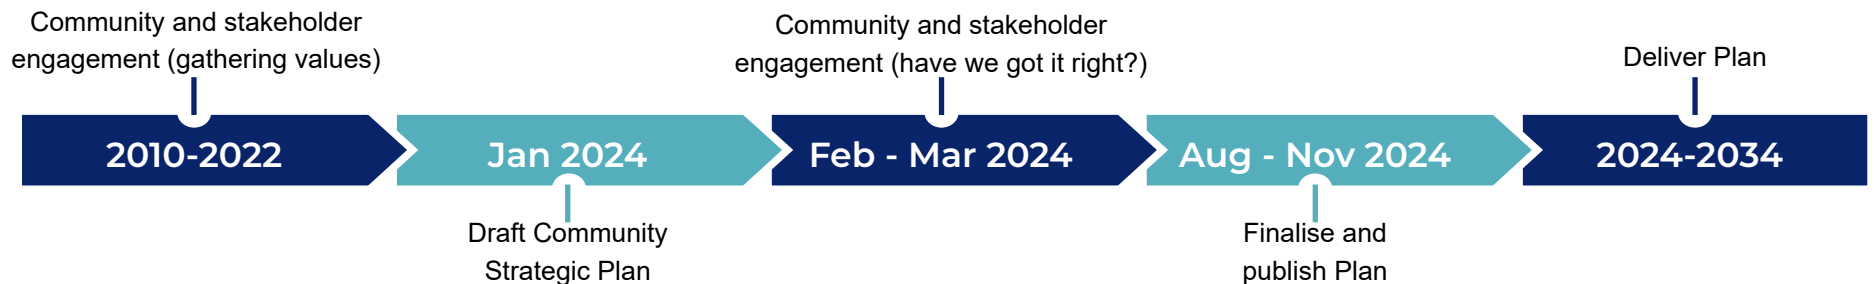 Community and stakeholder
engagement (gathering values)
2010-2022
Jan 2024
Draft Community
Strategic Plan
Community and stakeholder
engagement (have we got it right?)
Feb - Mar 2024
Aug - Nov 2024
Finalise and
publish Plan
Deliver Plan
2024-2034